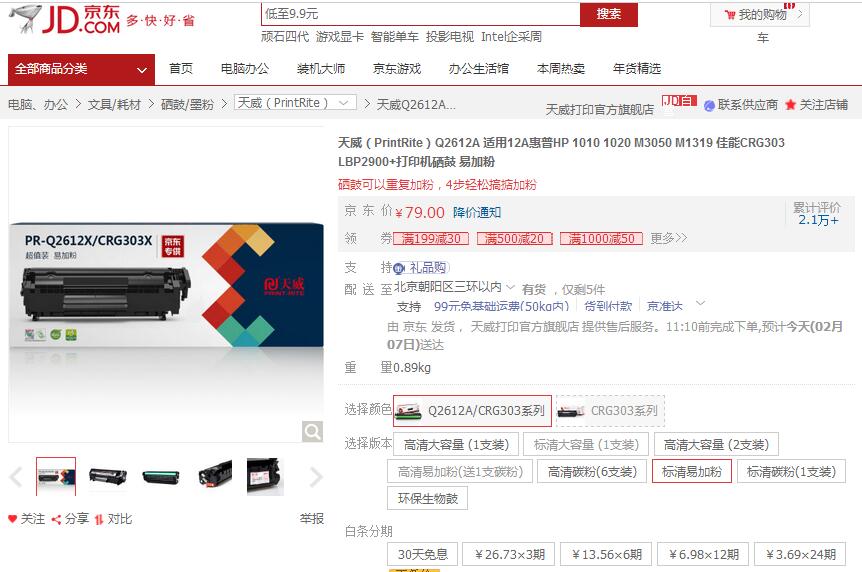 JD.COM 京东 多·快·好·省
低至9.9元 搜索 我的购物车
顽石四代 游戏显卡 智能单车 投影电视 Intel企采周
全部商品分类 首页 电脑办公 装机大师 京东游戏 办公生活馆 本周热卖 年货精选
电脑、办公 > 文具/耗材 > 硒鼓/墨粉 > 天威（PrintRite） > 天威Q2612A...
天威打印官方旗舰店 JD自 联系供应商 关注店铺
天威（PrintRite）Q2612A 适用12A惠普HP 1010 1020 M3050 M1319 佳能CRG303
LBP2900+打印机硒鼓 易加粉
硒鼓可以重复加粉，4步轻松搞掂加粉
京东价 ￥79.00 降价通知
累计评价
2.1万+
领券 满199减30 满500减20 满1000减50 更多>>
支持 礼品购
配送至 北京朝阳区三环以内 有货，仅剩5件
支持 99元免基础运费(50kg内) 货到付款 京准达
由 京东 发货， 天威打印官方旗舰店 提供售后服务。11:10前完成下单,预计今天(02月
07日)送达
重量 0.89kg
PR-Q2612X/CRG303X 京东专供
超值装 · 易加粉
天威
PRINT-RITE
选择颜色 Q2612A/CRG303系列 CRG303系列
选择版本 高清大容量 (1支装) 标清大容量 (1支装) 高清大容量 (2支装)
高清易加粉(送1支碳粉) 高清碳粉(6支装) 标清易加粉 标清碳粉(1支装)
环保生物鼓
关注 分享 对比 举报
白条分期
30天免息 ￥26.73×3期 ￥13.56×6期 ￥6.98×12期 ￥3.69×24期